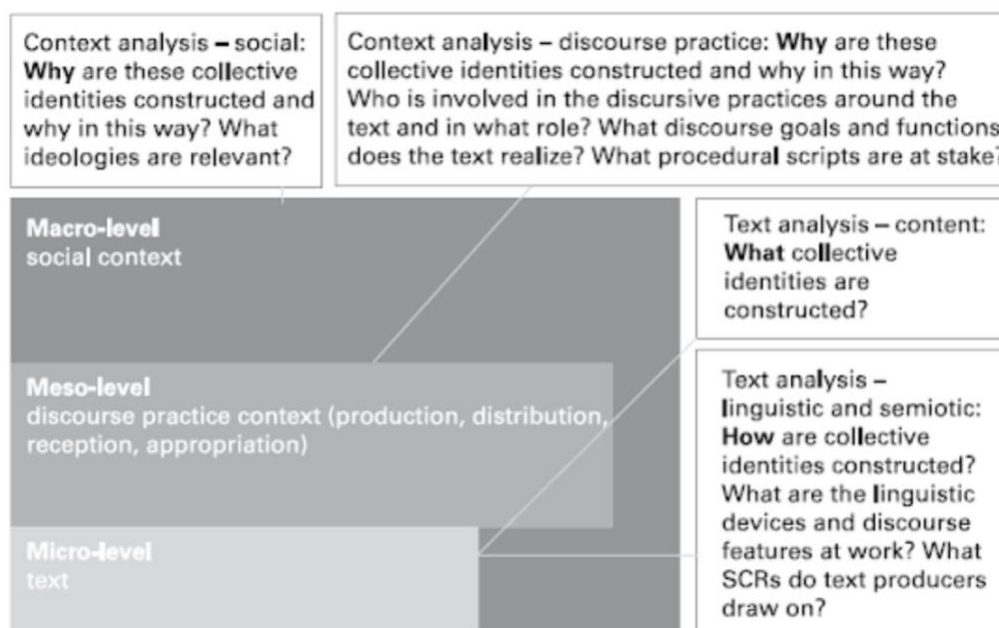 Context analysis – social:
Why are these collective
identities constructed and
why in this way? What
ideologies are relevant?
Context analysis – discourse practice: Why are these
collective identities constructed and why in this way?
Who is involved in the discursive practices around the
text and in what role? What discourse goals and functions
does the text realize? What procedural scripts are at stake?
Macro-level
social context
Text analysis – content:
What collective
identities are
constructed?
Meso-level
discourse practice context (production, distribution,
reception, appropriation)
Text analysis –
linguistic and semiotic:
How are collective
identities constructed?
What are the linguistic
devices and discourse
features at work? What
SCRs do text producers
draw on?
Micro-level
text